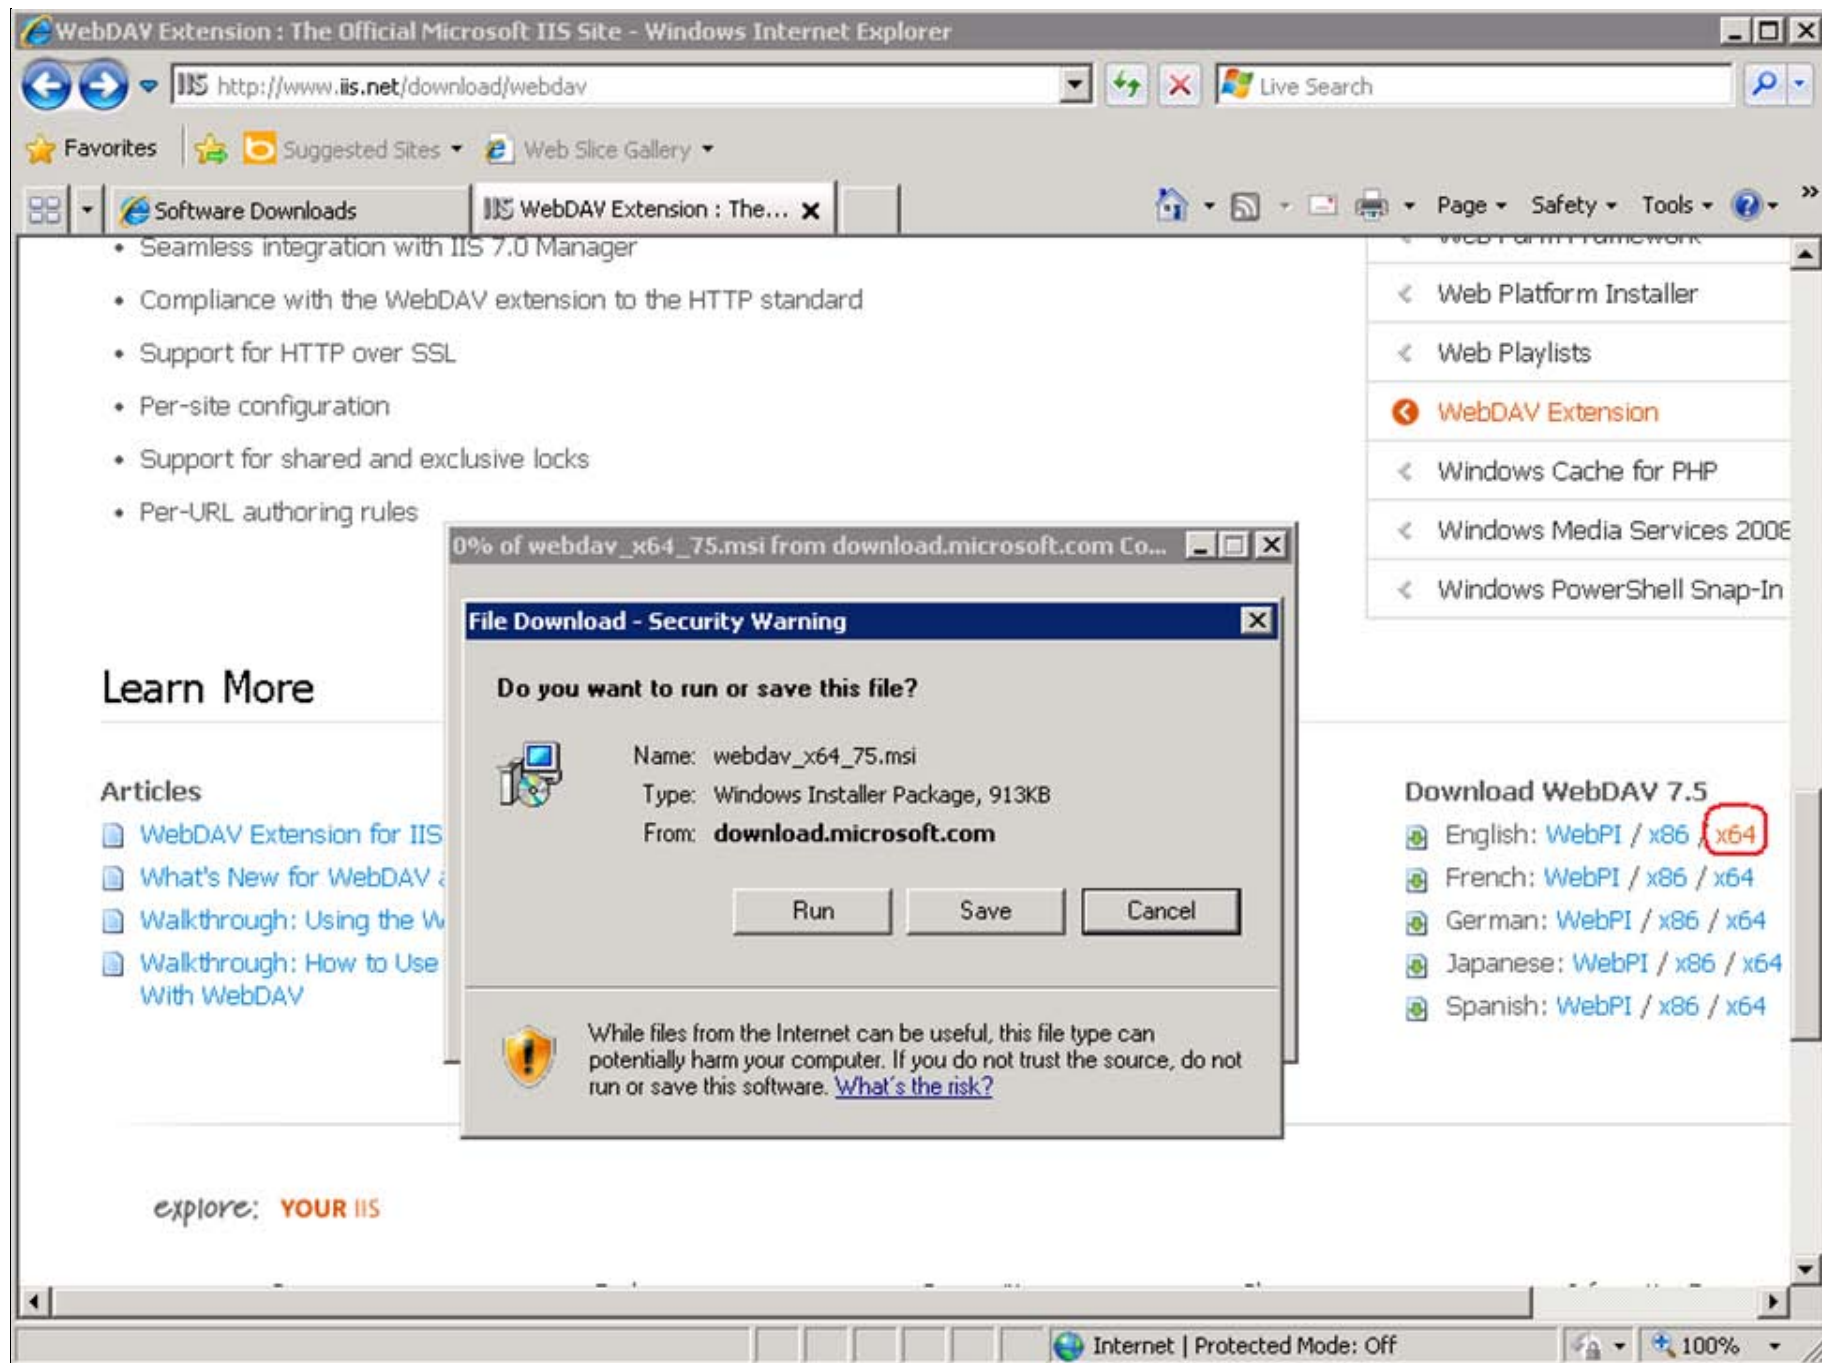 WebDAV Extension : The Official Microsoft IIS Site - Windows Internet Explorer
IIS http://www.iis.net/download/webdav
Live Search
Favorites Suggested Sites Web Slice Gallery
Software Downloads
IIS WebDAV Extension : The...
Page Safety Tools »
• Seamless integration with IIS 7.0 Manager
• Compliance with the WebDAV extension to the HTTP standard
• Support for HTTP over SSL
• Per-site configuration
• Support for shared and exclusive locks
• Per-URL authoring rules
Web Farm Framework
Web Platform Installer
Web Playlists
WebDAV Extension
Windows Cache for PHP
Windows Media Services 2008
Windows PowerShell Snap-In
0% of webdav_x64_75.msi from download.microsoft.com Co...
File Download - Security Warning
Do you want to run or save this file?
Name: webdav_x64_75.msi
Type: Windows Installer Package, 913KB
From: download.microsoft.com
Run Save Cancel
While files from the Internet can be useful, this file type can
potentially harm your computer. If you do not trust the source, do not
run or save this software. What's the risk?
Learn More
Articles
WebDAV Extension for IIS
What's New for WebDAV
Walkthrough: Using the
Walkthrough: How to Use
With WebDAV
Download WebDAV 7.5
English: WebPI / x86 / x64
French: WebPI / x86 / x64
German: WebPI / x86 / x64
Japanese: WebPI / x86 / x64
Spanish: WebPI / x86 / x64
explore: YOUR IIS
Internet | Protected Mode: Off
100%